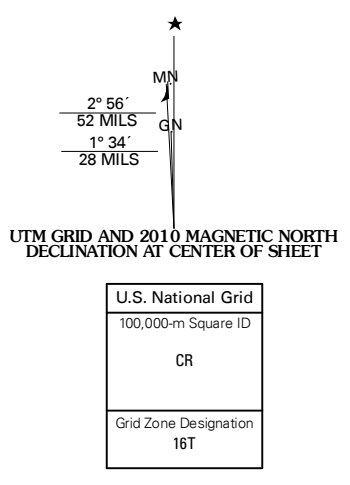 ★
MN
2° 56´
52 MILS
GN
1° 34´
28 MILS
UTM GRID AND 2010 MAGNETIC NORTH
DECLINATION AT CENTER OF SHEET
U.S. National Grid
100,000-m Square ID
CR
Grid Zone Designation
16T